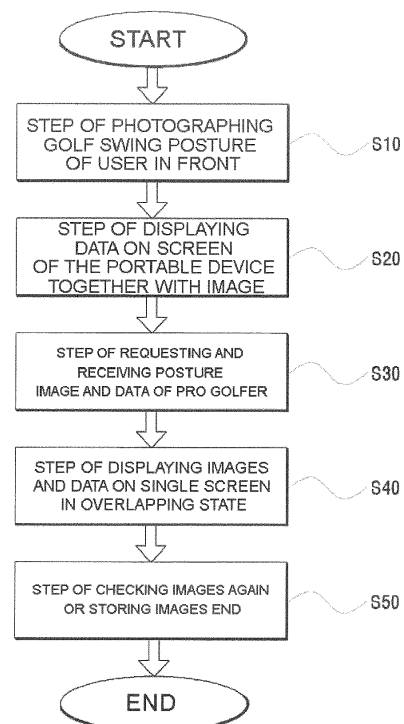 START
STEP OF PHOTOGRAPHING
GOLF SWING POSTURE
OF USER IN FRONT
S10
STEP OF DISPLAYING
DATA ON SCREEN
OF THE PORTABLE DEVICE
TOGETHER WITH IMAGE
S20
STEP OF REQUESTING AND
RECEIVING POSTURE
IMAGE AND DATA OF PRO GOLFER
S30
STEP OF DISPLAYING IMAGES
AND DATA ON SINGLE SCREEN
IN OVERLAPPING STATE
S40
STEP OF CHECKING IMAGES AGAIN
OR STORING IMAGES END
S50
END